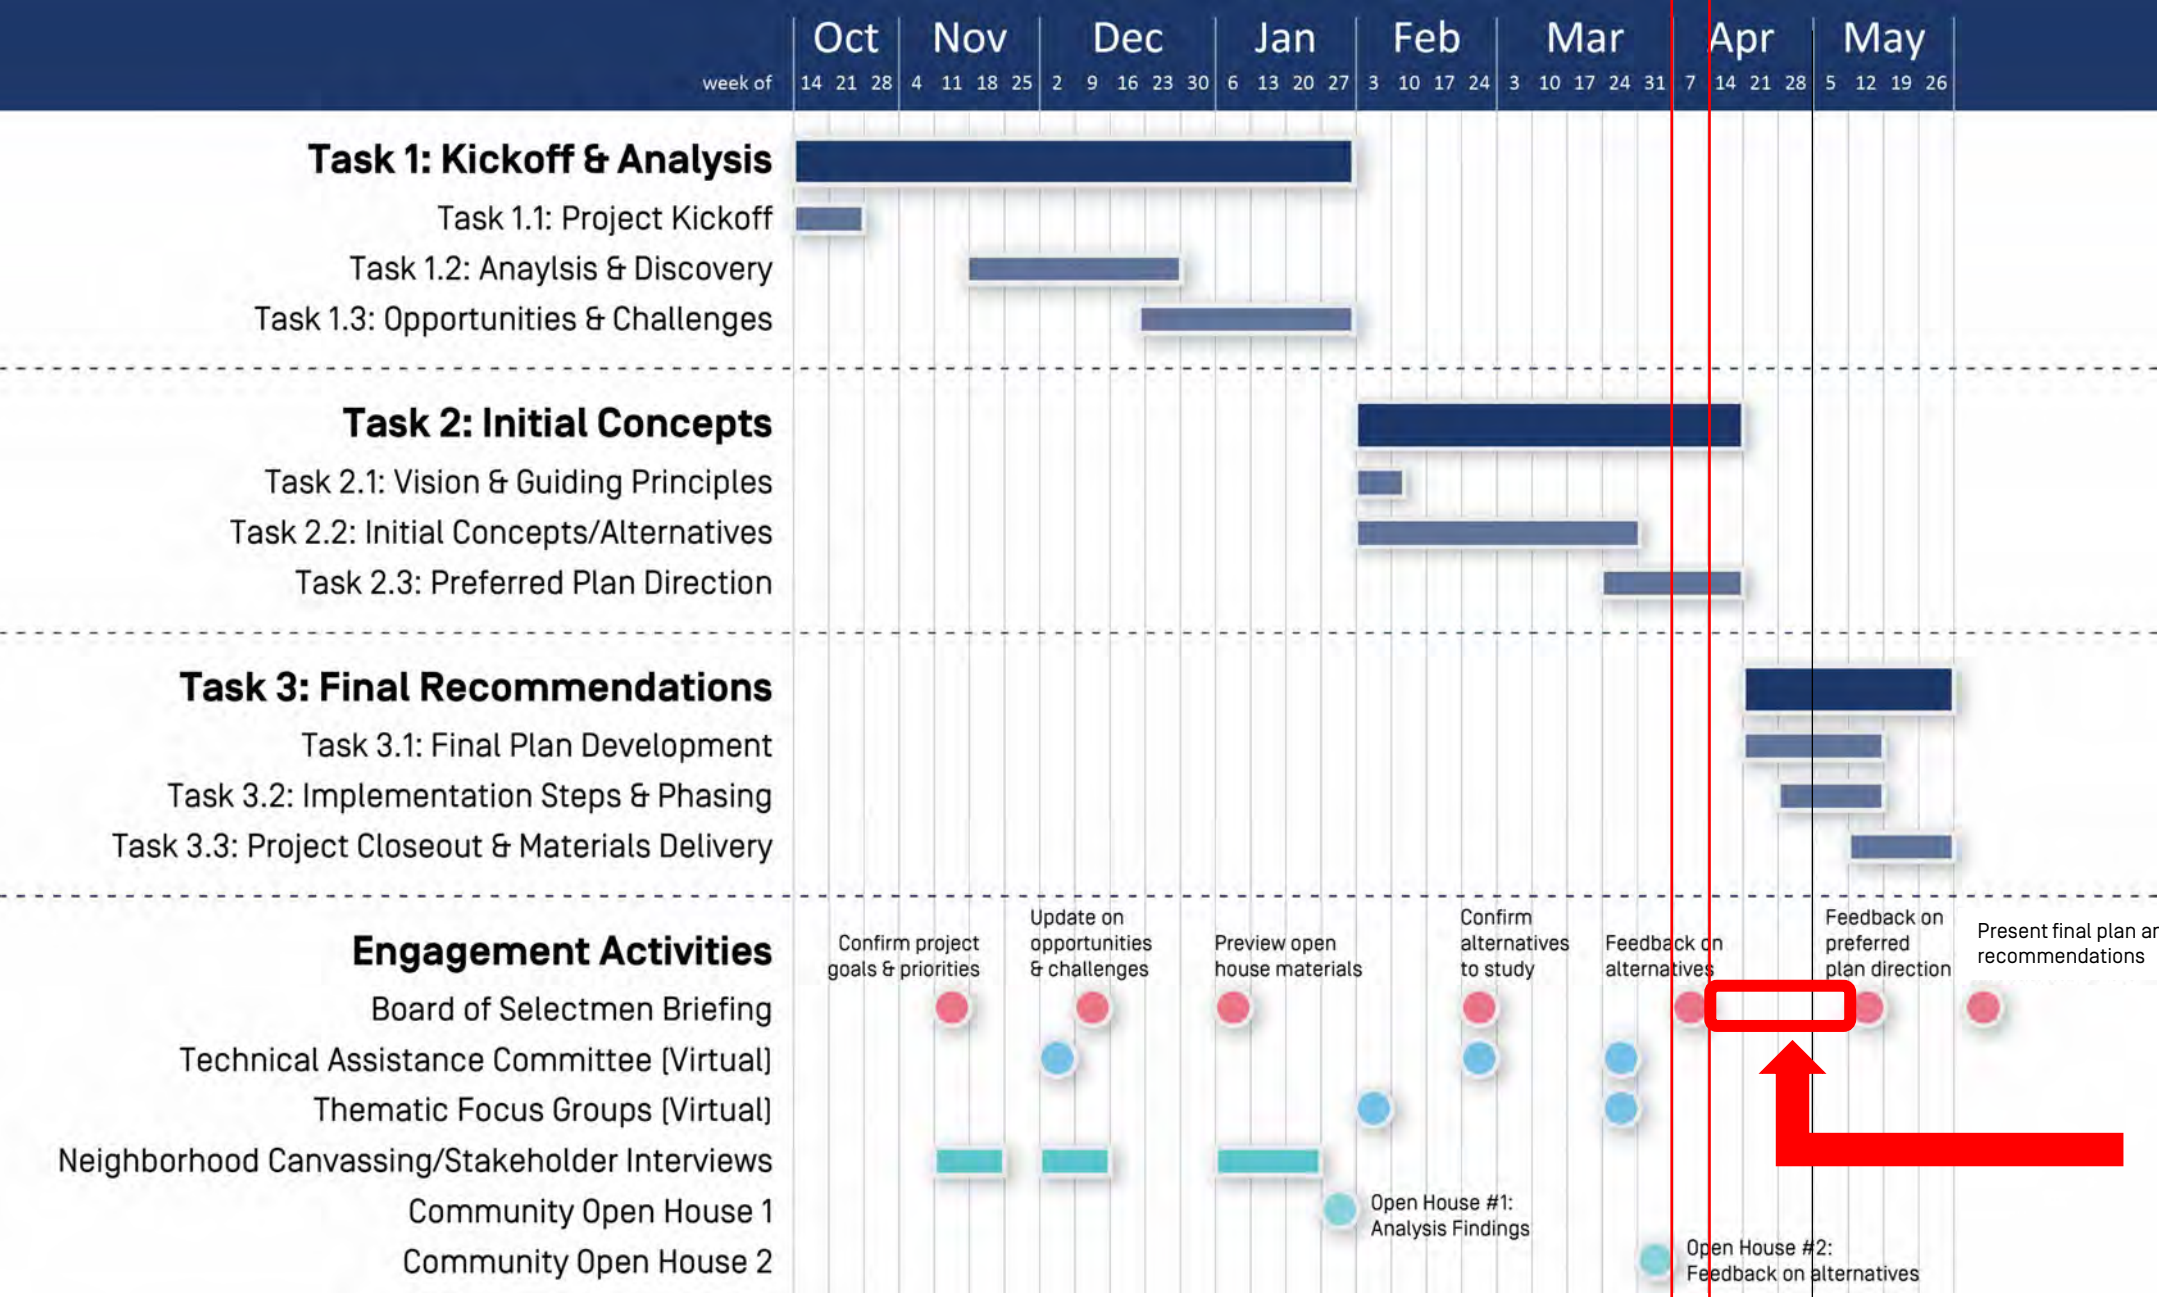 Oct Nov Dec Jan Feb Mar Apr May
week of 14 21 28 4 11 18 25 2 9 16 23 30 6 13 20 27 3 10 17 24 3 10 17 24 31 7 14 21 28 5 12 19 26
Task 1: Kickoff & Analysis
Task 1.1: Project Kickoff
Task 1.2: Anaylsis & Discovery
Task 1.3: Opportunities & Challenges
Task 2: Initial Concepts
Task 2.1: Vision & Guiding Principles
Task 2.2: Initial Concepts/Alternatives
Task 2.3: Preferred Plan Direction
Task 3: Final Recommendations
Task 3.1: Final Plan Development
Task 3.2: Implementation Steps & Phasing
Task 3.3: Project Closeout & Materials Delivery
Engagement Activities
Confirm project
goals & priorities
Update on
opportunities
& challenges
Preview open
house materials
Confirm
alternatives
to study
Feedback on
alternatives
Feedback on
preferred
plan direction
Present final plan
recommendations
Board of Selectmen Briefing
Technical Assistance Committee (Virtual)
Thematic Focus Groups (Virtual)
Neighborhood Canvassing/Stakeholder Interviews
Community Open House 1
Open House #1:
Analysis Findings
Community Open House 2
Open House #2:
Feedback on alternatives